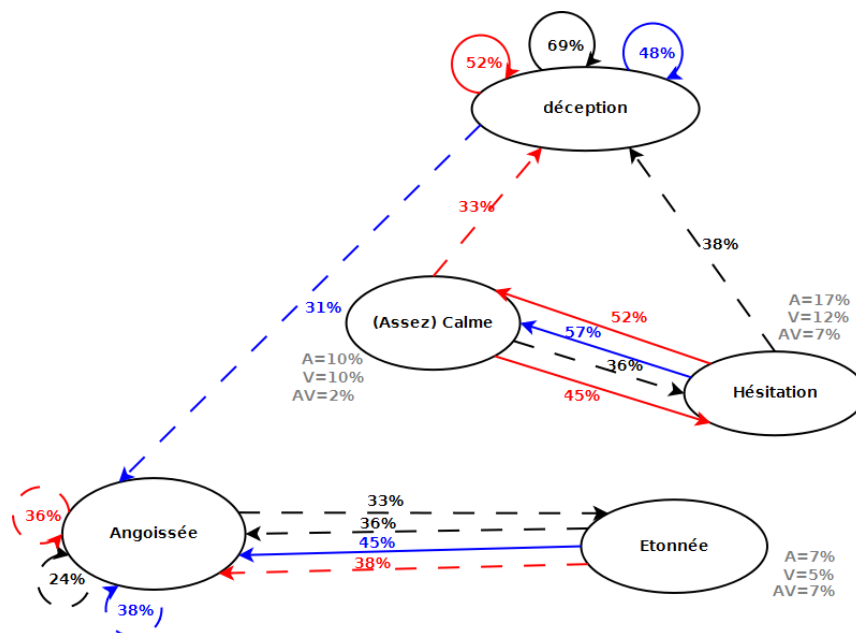 52%
69%
48%
déception
33%
38%
31%
A=17%
V=12%
AV=7%
(Assez) Calme
52%
57%
36%
45%
A=10%
V=10%
AV=2%
Hésitation
36%
Angoissée
24%
38%
33%
36%
45%
38%
Etonnée
A=7%
V=5%
AV=7%